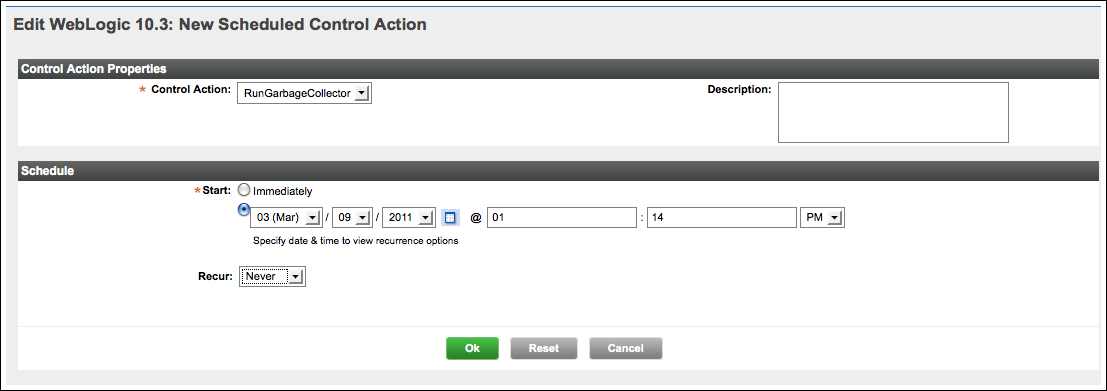 Edit WebLogic 10.3: New Scheduled Control Action
Control Action Properties
* Control Action: RunGarbageCollector Description:
Schedule
* Start: Immediately
03 (Mar) / 09 / 2011 @ 01 : 14 PM
Specify date & time to view recurrence options
Recur: Never
Ok Reset Cancel